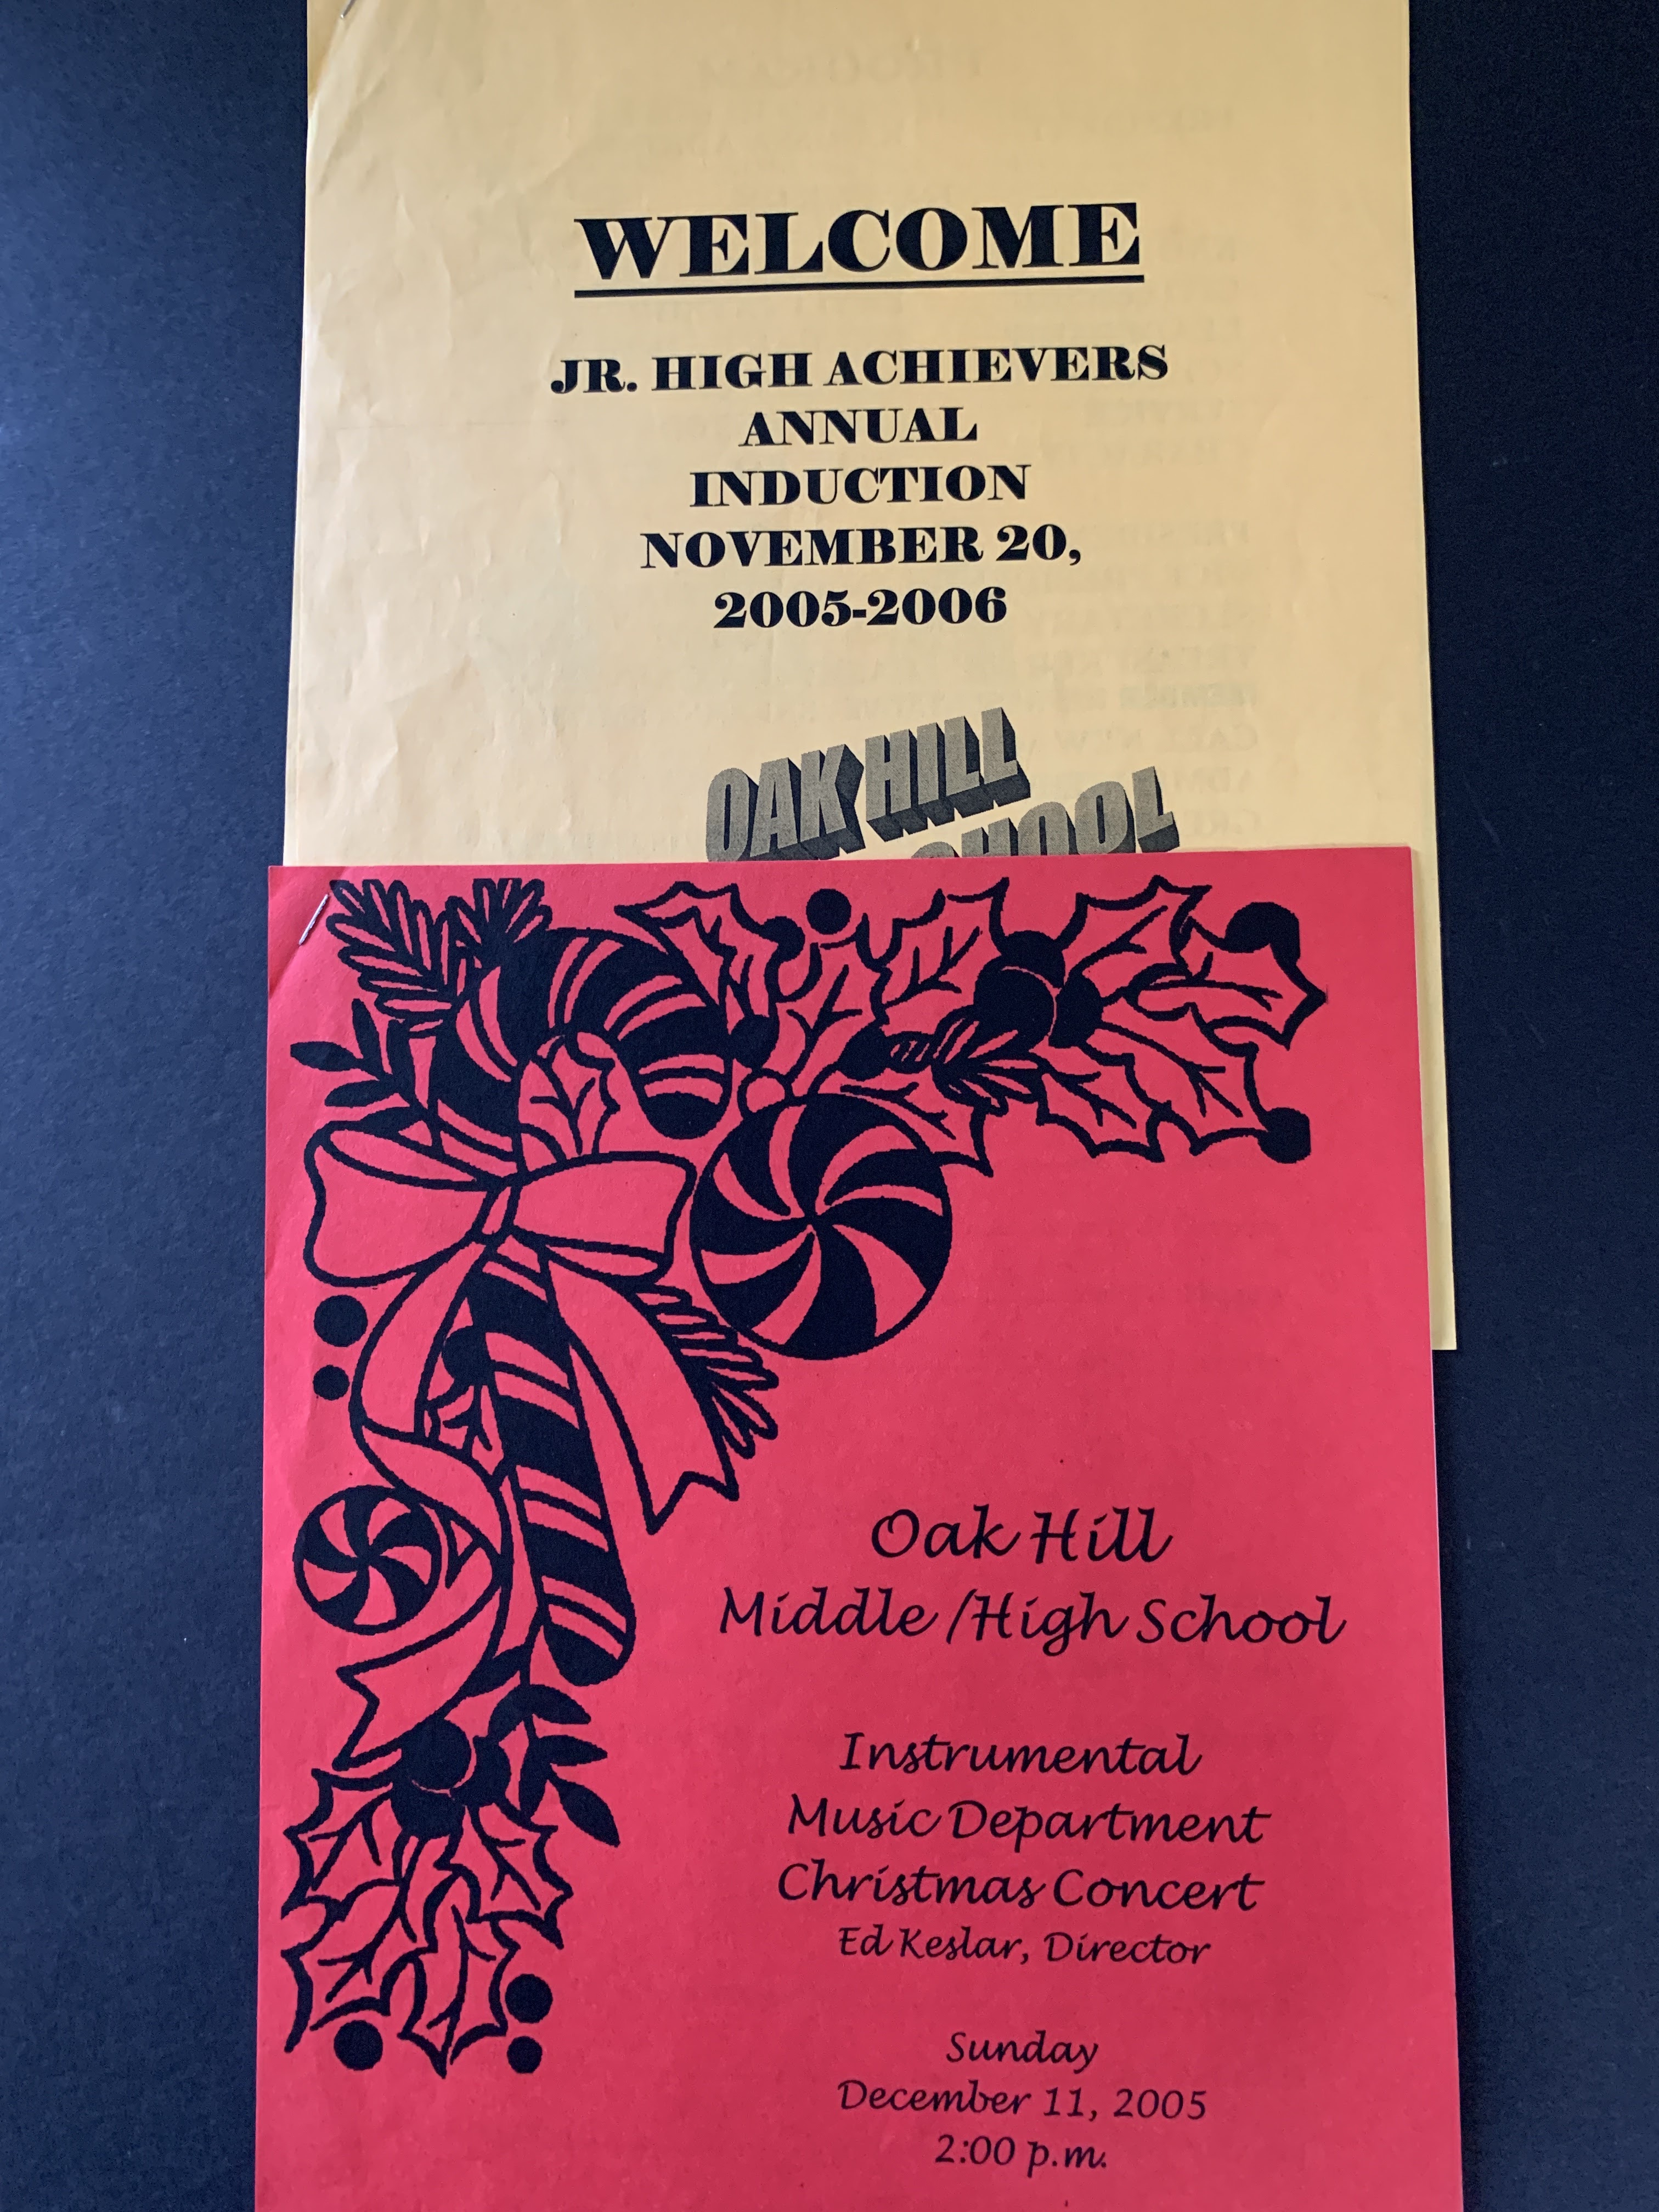 WELCOME
JR. HIGH ACHIEVERS
ANNUAL
INDUCTION
NOVEMBER 20,
2005-2006
OAK HILL
SCHOOL
Oak Hill
Middle /High School
Instrumental
Music Department
Christmas Concert
Ed Keslar, Director
Sunday
December 11, 2005
2:00 p.m.